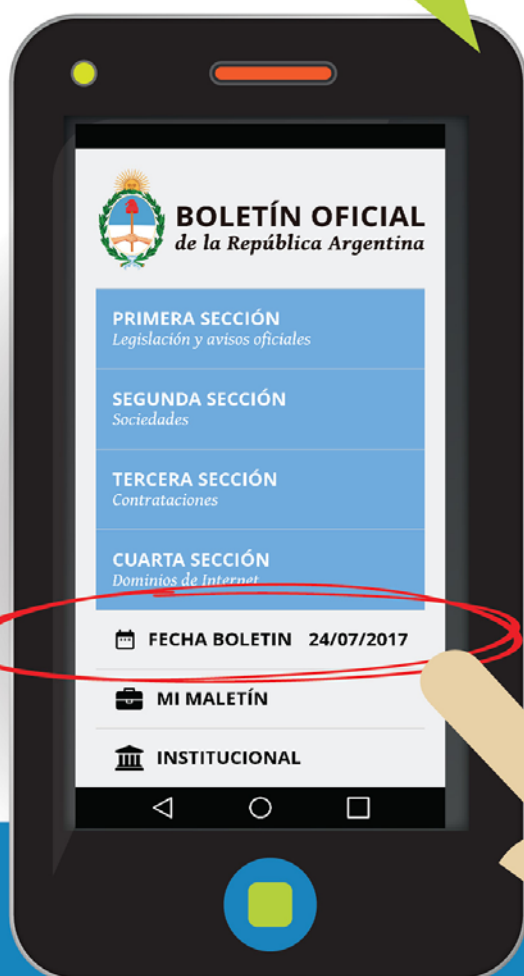 BOLETÍN OFICIAL
de la República Argentina
PRIMERA SECCIÓN
Legislación y avisos oficiales
SEGUNDA SECCIÓN
Sociedades
TERCERA SECCIÓN
Contrataciones
CUARTA SECCIÓN
Dominios de Internet
FECHA BOLETIN 24/07/2017
MI MALETÍN
INSTITUCIONAL